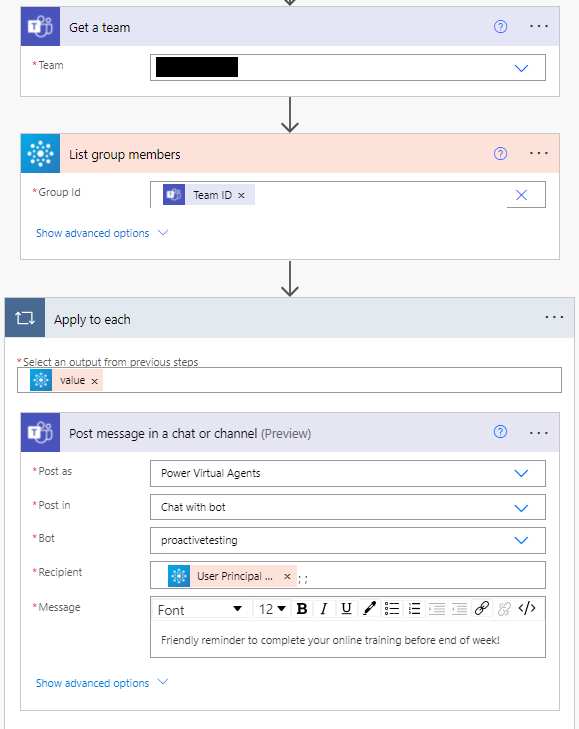 Get a team
* Team
List group members
* Group Id
Team ID ×
Show advanced options
Apply to each
* Select an output from previous steps
value ×
Post message in a chat or channel (Preview)
* Post as
Power Virtual Agents
* Post in
Chat with bot
* Bot
proactivetesting
* Recipient
User Principal ... × ; ;
* Message
Font 12 B I U </>
Friendly reminder to complete your online training before end of week!
Show advanced options